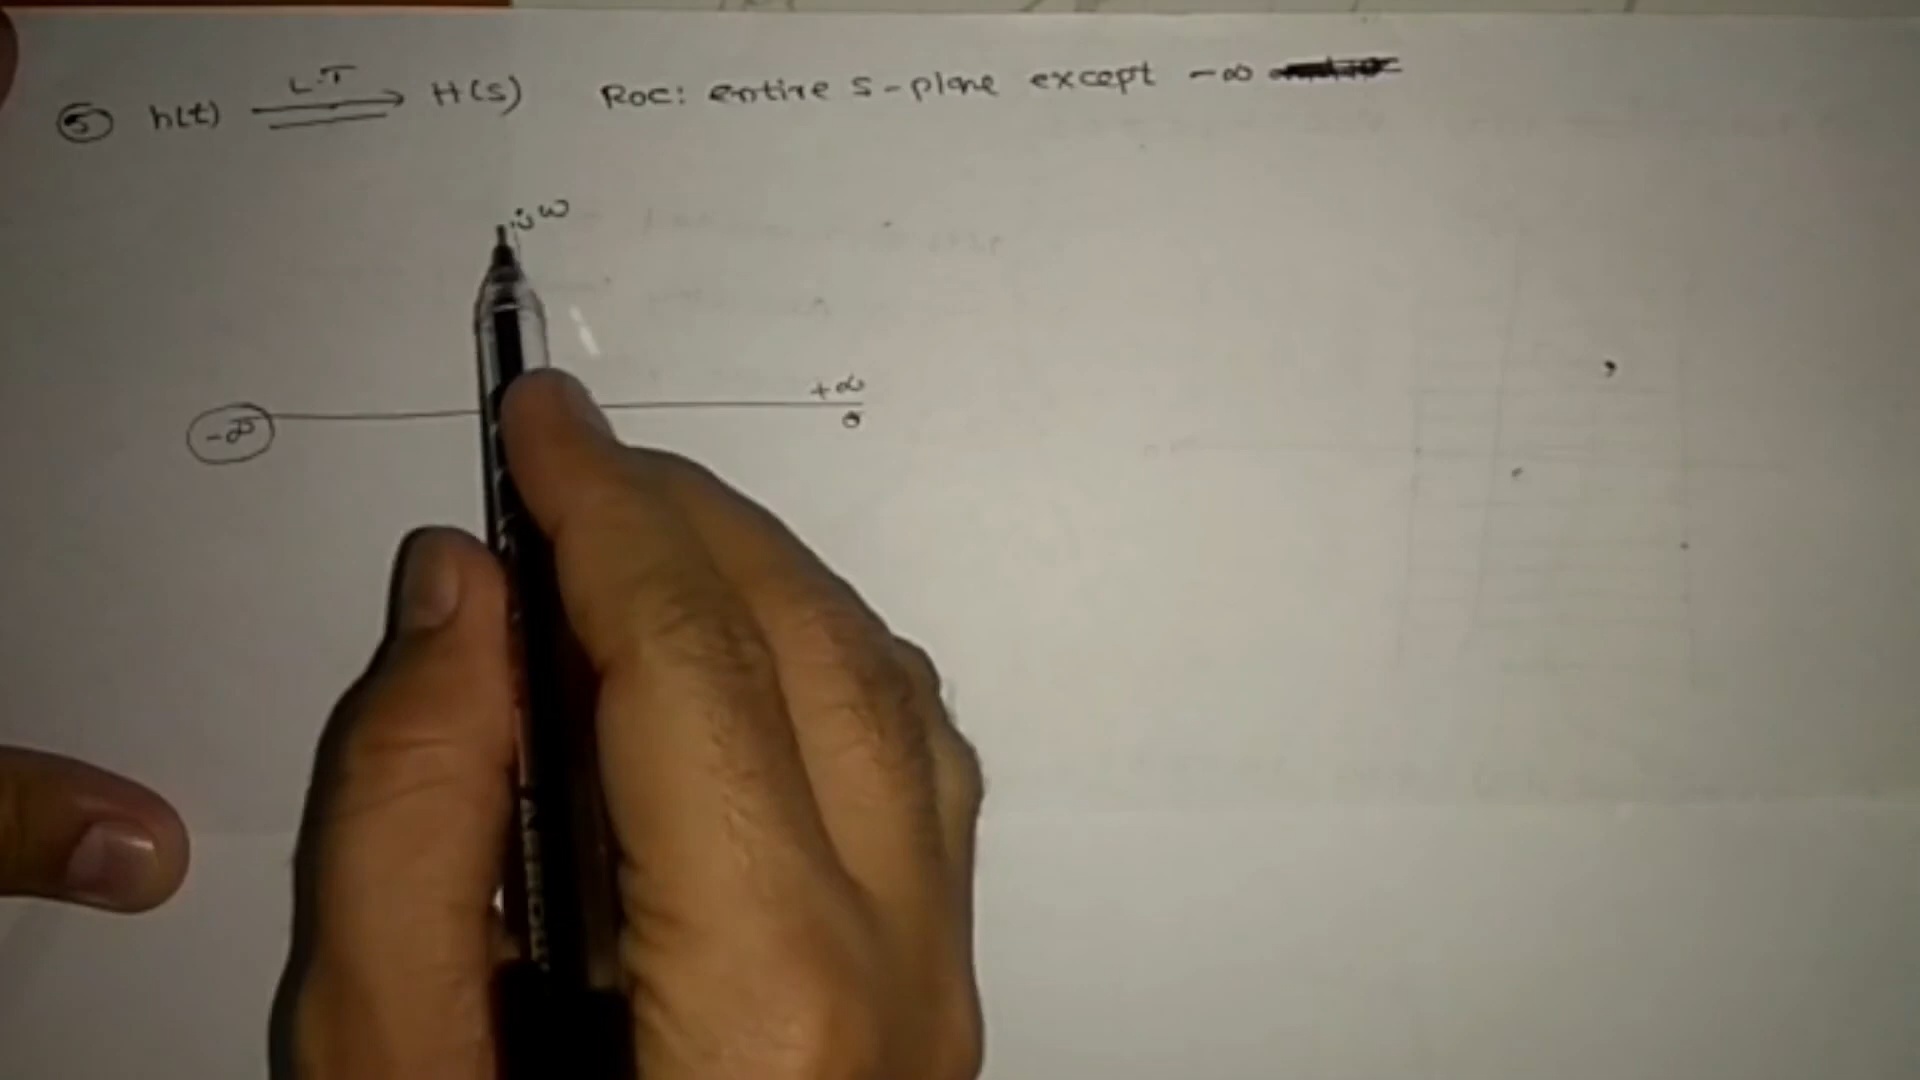 ⑤ h(t) L.T → H(s) ROC: entire s-plane except -∞
jω
+∞
-∞ σ